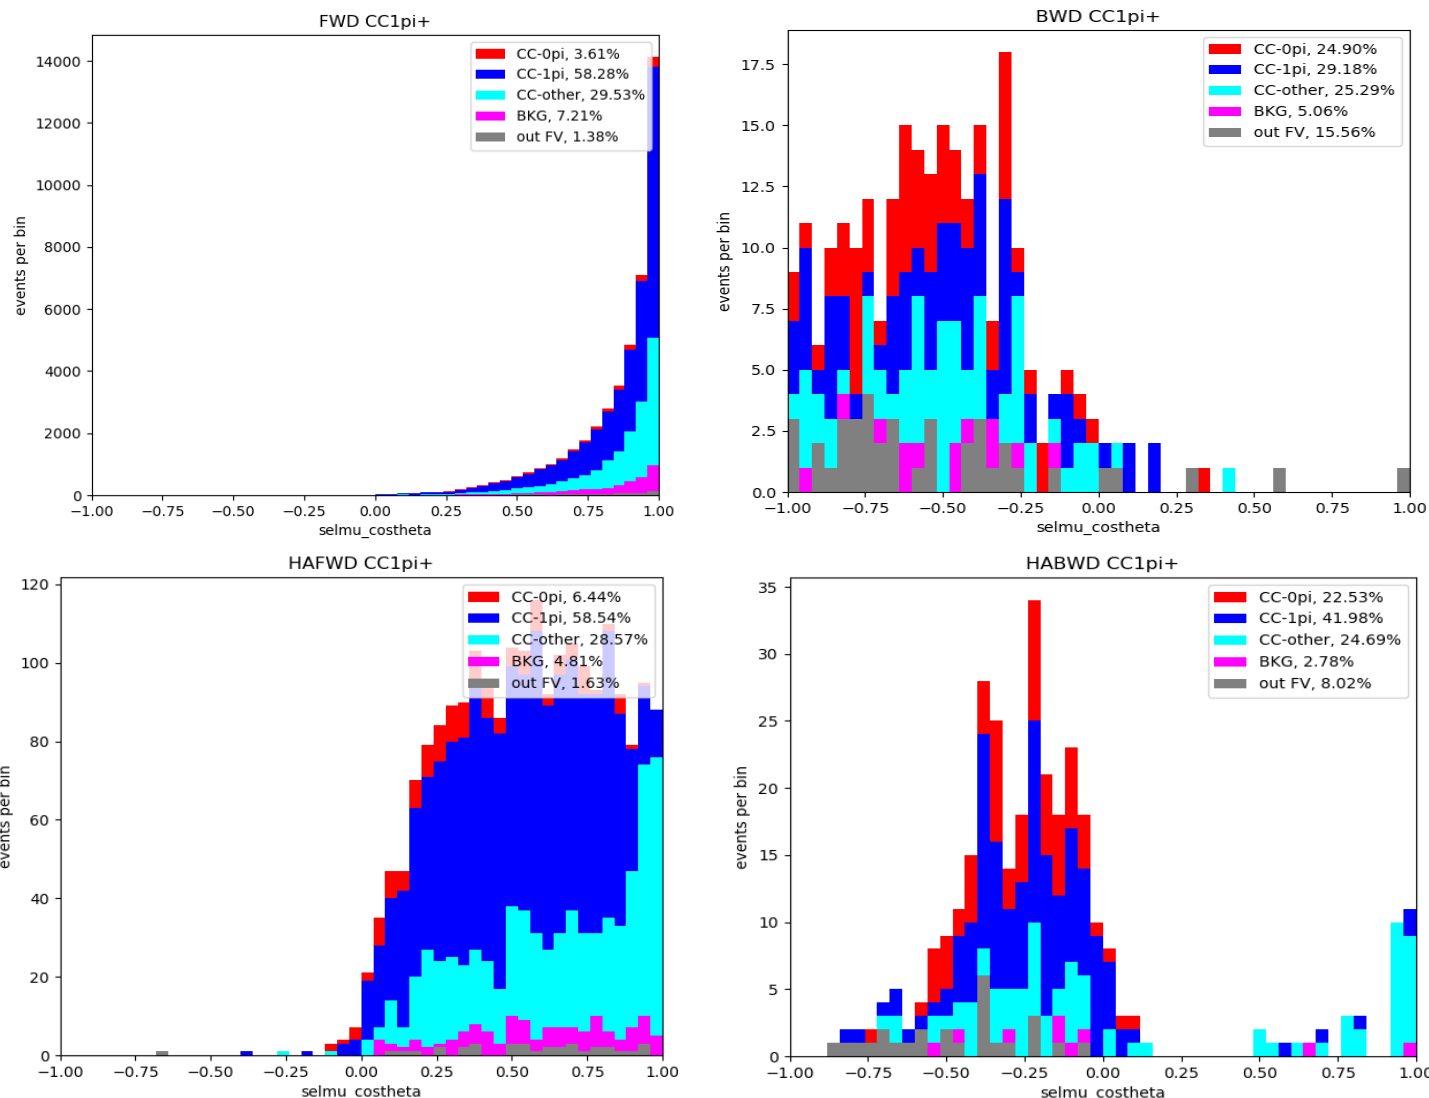 FWD CC1pi+
CC-0pi, 3.61%
CC-1pi, 58.28%
CC-other, 29.53%
BKG, 7.21%
out FV, 1.38%
14000
12000
10000
8000
6000
4000
2000
0
events per bin
−1.00 −0.75 −0.50 −0.25 0.00 0.25 0.50 0.75 1.00
selmu_costheta
BWD CC1pi+
CC-0pi, 24.90%
CC-1pi, 29.18%
CC-other, 25.29%
BKG, 5.06%
out FV, 15.56%
17.5
15.0
12.5
10.0
7.5
5.0
2.5
0.0
events per bin
−1.00 −0.75 −0.50 −0.25 0.00 0.25 0.50 0.75 1.00
selmu_costheta
HAFWD CC1pi+
CC-0pi, 6.44%
CC-1pi, 58.54%
CC-other, 28.57%
BKG, 4.81%
out FV, 1.63%
120
100
80
60
40
20
0
events per bin
−1.00 −0.75 −0.50 −0.25 0.00 0.25 0.50 0.75 1.00
selmu_costheta
HABWD CC1pi+
CC-0pi, 22.53%
CC-1pi, 41.98%
CC-other, 24.69%
BKG, 2.78%
out FV, 8.02%
35
30
25
20
15
10
5
0
events per bin
−1.00 −0.75 −0.50 −0.25 0.00 0.25 0.50 0.75 1.00
selmu_costheta